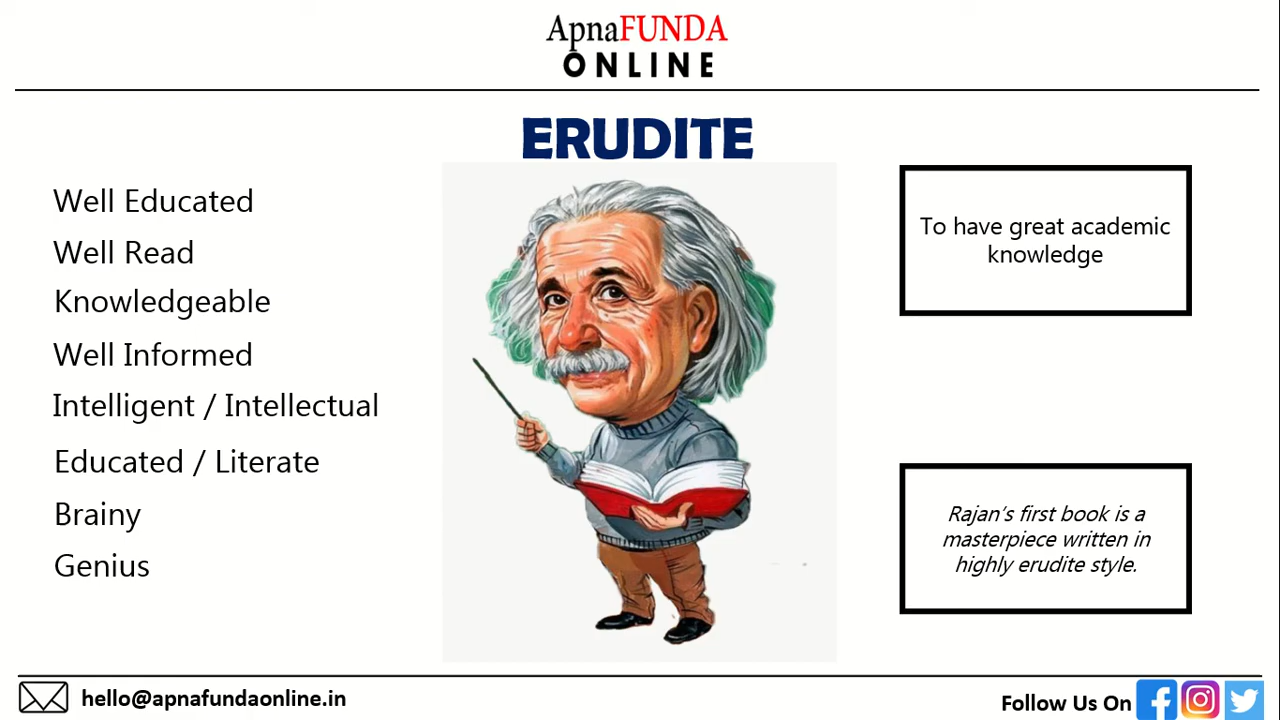 ApnaFUNDA
ONLINE
ERUDITE
Well Educated
Well Read
Knowledgeable
Well Informed
Intelligent / Intellectual
Educated / Literate
Brainy
Genius
To have great academic
knowledge
Rajan's first book is a
masterpiece written in
highly erudite style.
hello@apnafundaonline.in
Follow Us On